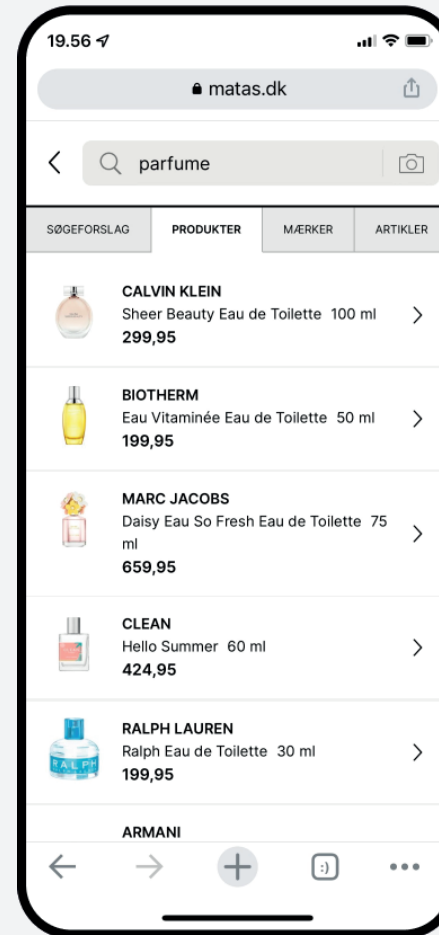 19.56
matas.dk
parfume
SØGEFORSLAG PRODUKTER MÆRKER ARTIKLER
CALVIN KLEIN
Sheer Beauty Eau de Toilette 100 ml
299,95
BIOTHERM
Eau Vitaminée Eau de Toilette 50 ml
199,95
MARC JACOBS
Daisy Eau So Fresh Eau de Toilette 75
ml
659,95
CLEAN
Hello Summer 60 ml
424,95
RALPH LAUREN
Ralph Eau de Toilette 30 ml
199,95
RALPH
ARMANI
:)